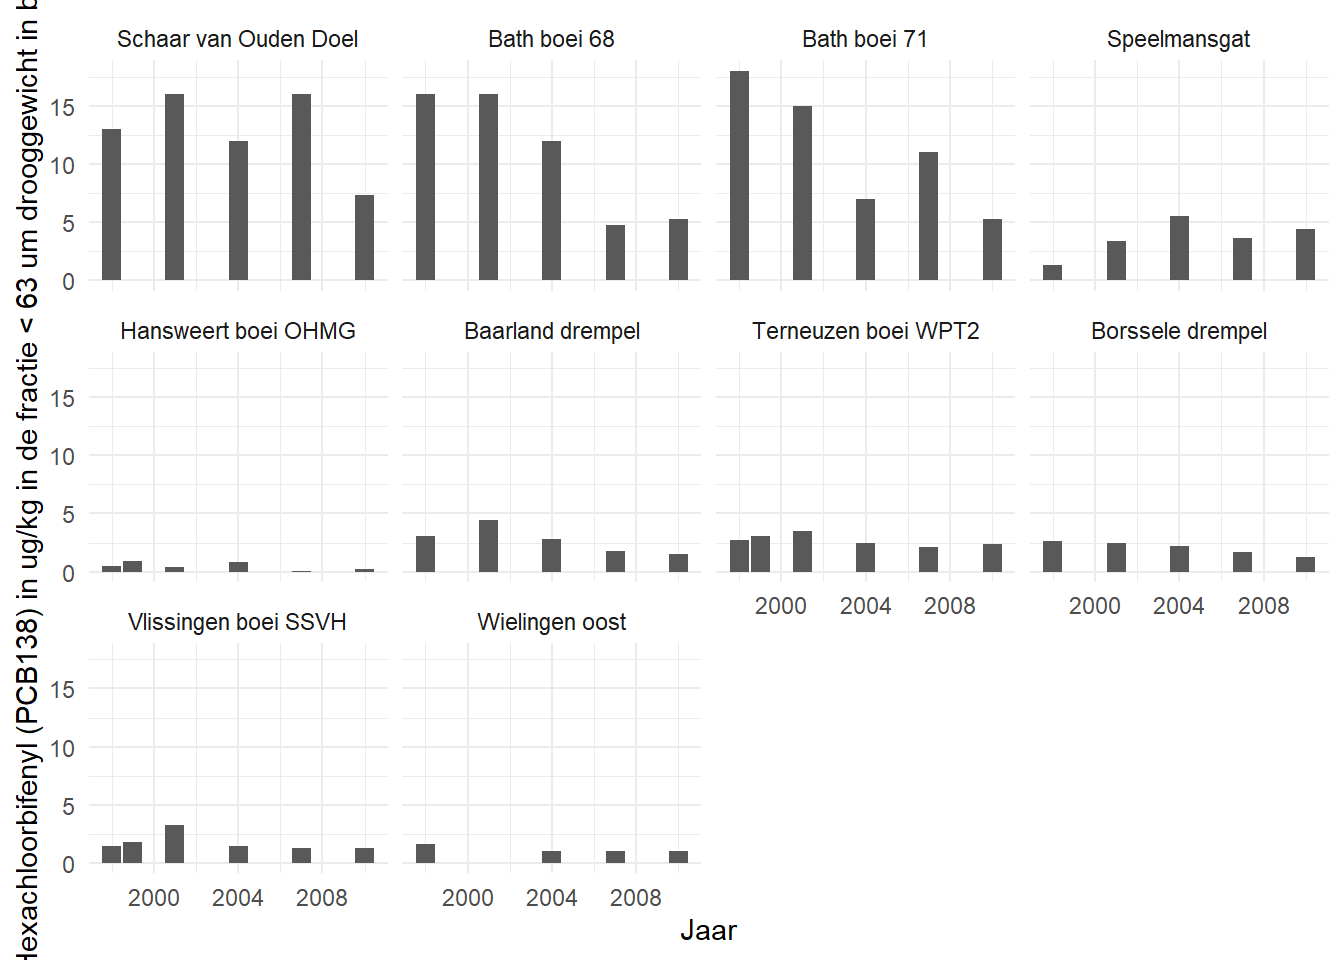 Hexachloorbifenyl (PCB138) in ug/kg in de fractie < 63 um drooggewicht in
Schaar van Ouden Doel Bath boei 68 Bath boei 71 Speelmansgat
15
10
5
0
Hansweert boei OHMG Baarland drempel Terneuzen boei WPT2 Borssele drempel
15
10
5
0
2000 2004 2008 2000 2004 2008
Vlissingen boei SSVH Wielingen oost
15
10
5
0
2000 2004 2008 2000 2004 2008
Jaar